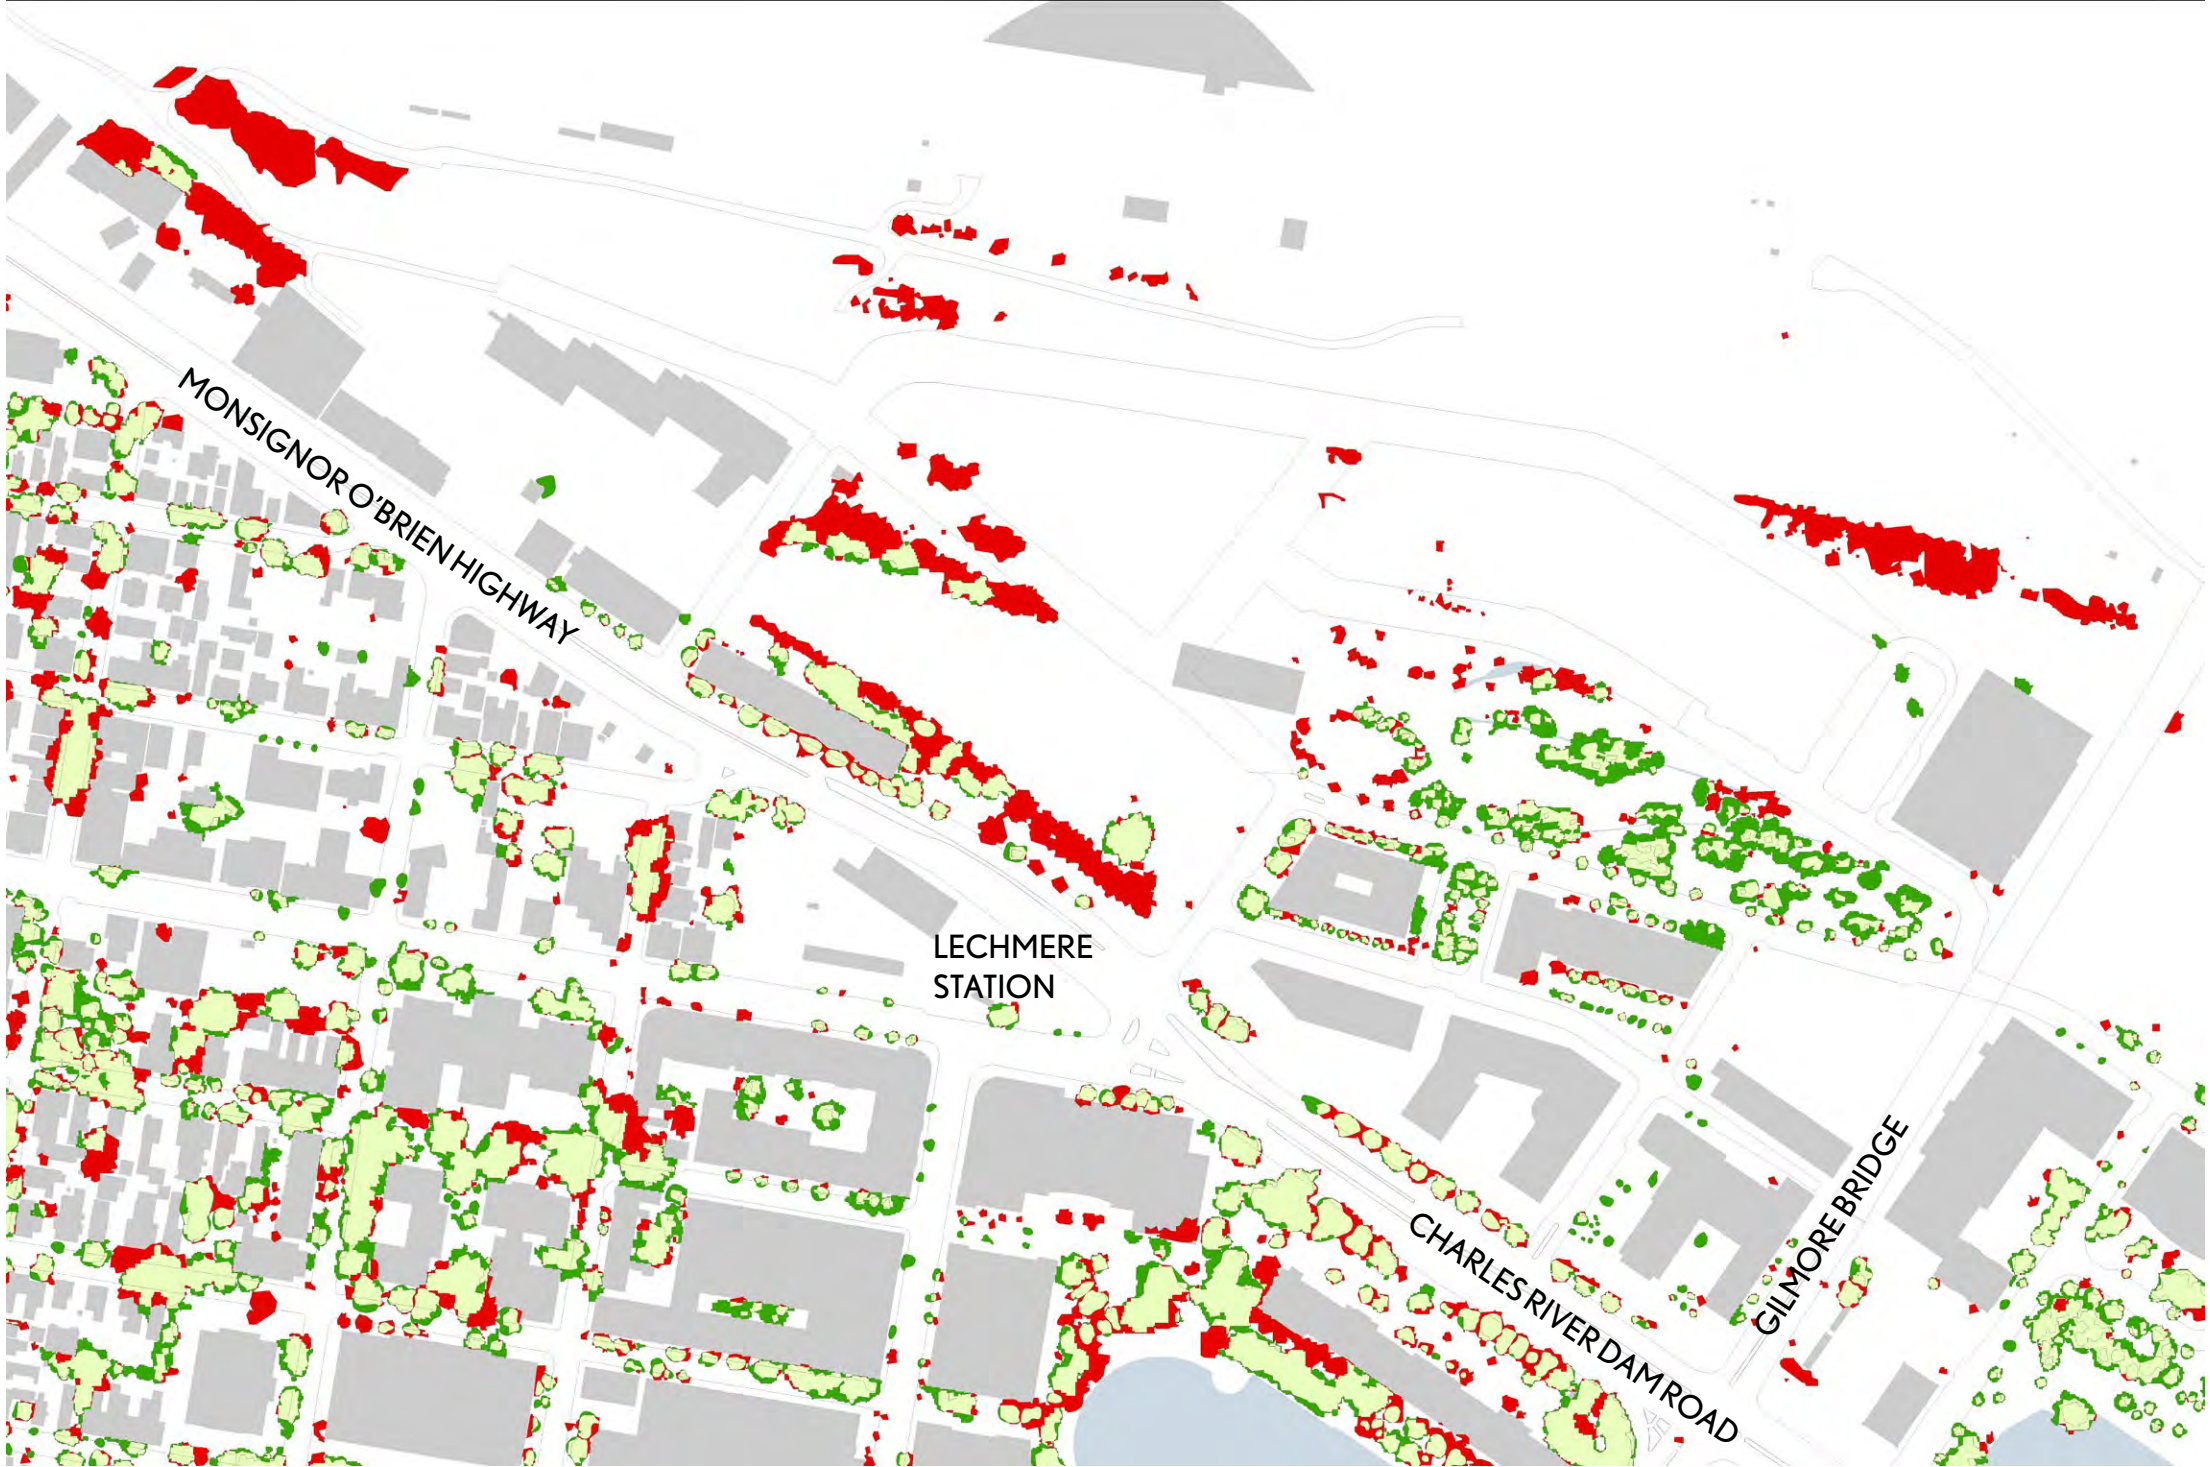 MONSIGNOR O'BRIEN HIGHWAY
LECHMERE
STATION
CHARLES RIVER DAM ROAD
GILMORE BRIDGE